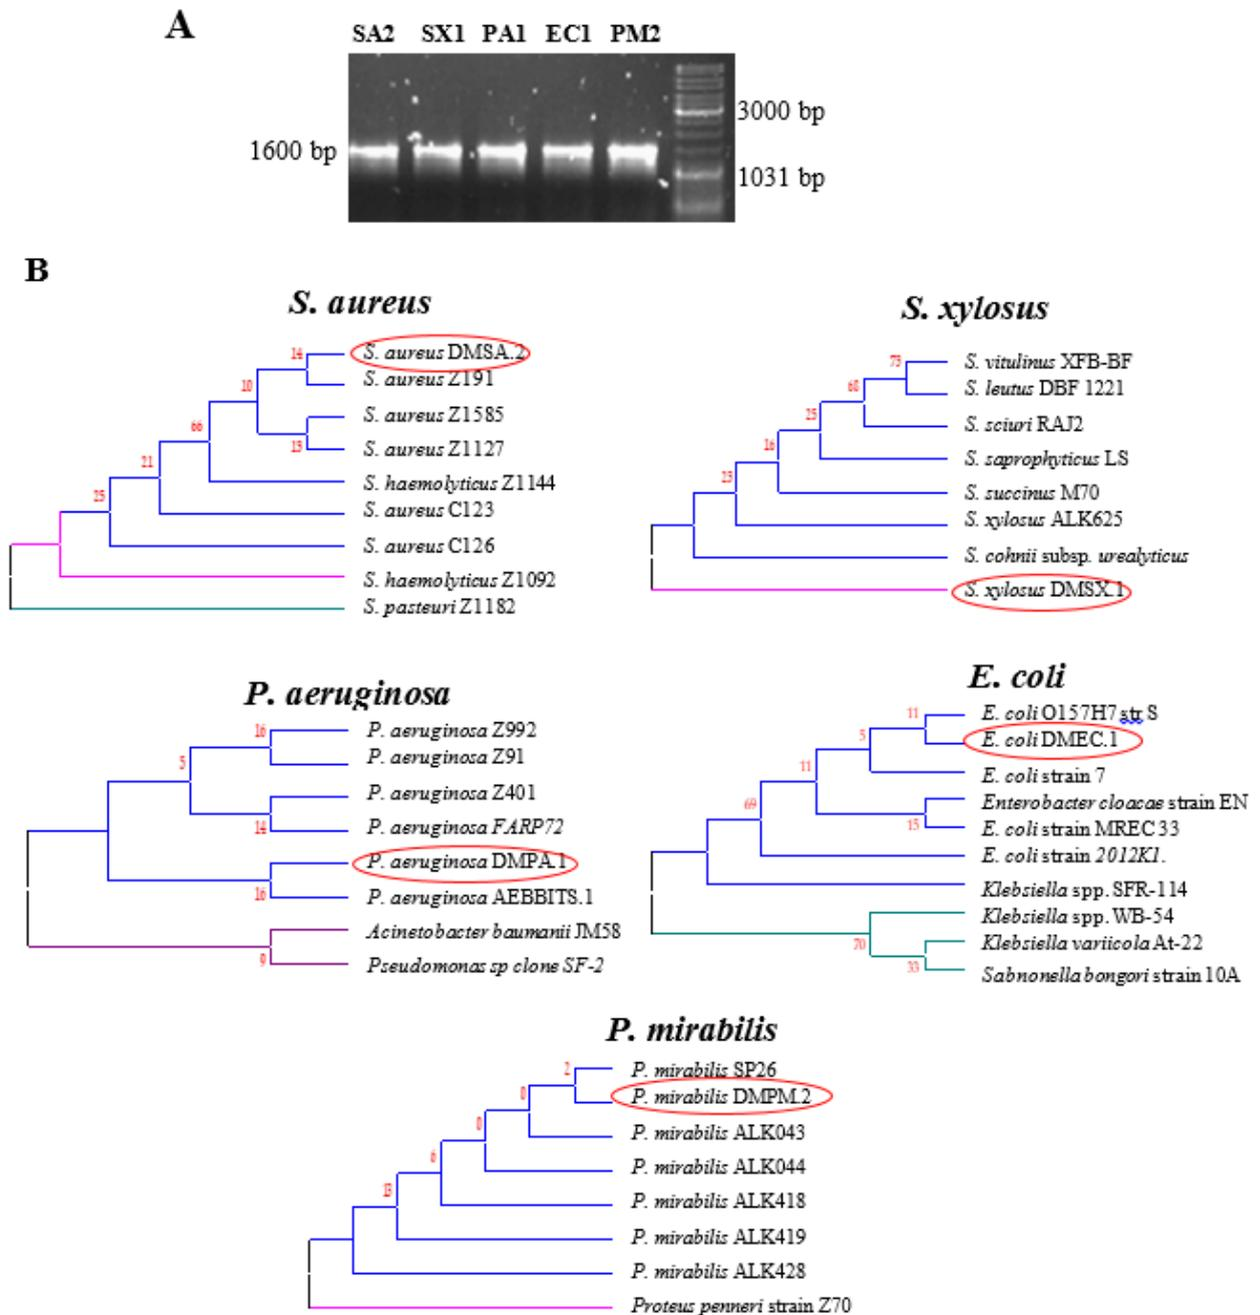 A
SA2 SX1 PA1 EC1 PM2
3000 bp
1600 bp
1031 bp
B
S. aureus
14
S. aureus DMSA.2
S. aureus Z191
10
S. aureus Z1585
13
S. aureus Z1127
66
S. haemolyticus Z1144
21
S. aureus C123
25
S. aureus C126
S. haemolyticus Z1092
S. pasteuri Z1182
S. xylosus
73
S. vitulinus XFB-BF
S. leutus DBF 1221
68
S. sciuri RAJ2
25
S. saprophyticus LS
16
S. succinus M70
23
S. xylosus ALK625
S. cohnii subsp. urealyticus
S. xylosus DMSX.1
P. aeruginosa
16
P. aeruginosa Z992
P. aeruginosa Z91
5
P. aeruginosa Z401
14
P. aeruginosa FARP72
P. aeruginosa DMPA.1
16
P. aeruginosa AEBBITS.1
Acinetobacter baumanii JM58
9
Pseudomonas sp clone SF-2
E. coli
11
E. coli O157H7 str S
E. coli DMEC.1
5
E. coli strain 7
11
Enterobacter cloacae strain EN
15
E. coli strain MREC33
69
E. coli strain 2012K1.
Klebsiella spp. SFR-114
Klebsiella spp. WB-54
70
Klebsiella variicola At-22
33
Sabnonella bongori strain 10A
P. mirabilis
2
P. mirabilis SP26
P. mirabilis DMPM.2
0
P. mirabilis ALK043
0
P. mirabilis ALK044
6
P. mirabilis ALK418
13
P. mirabilis ALK419
P. mirabilis ALK428
Proteus penneri strain Z70